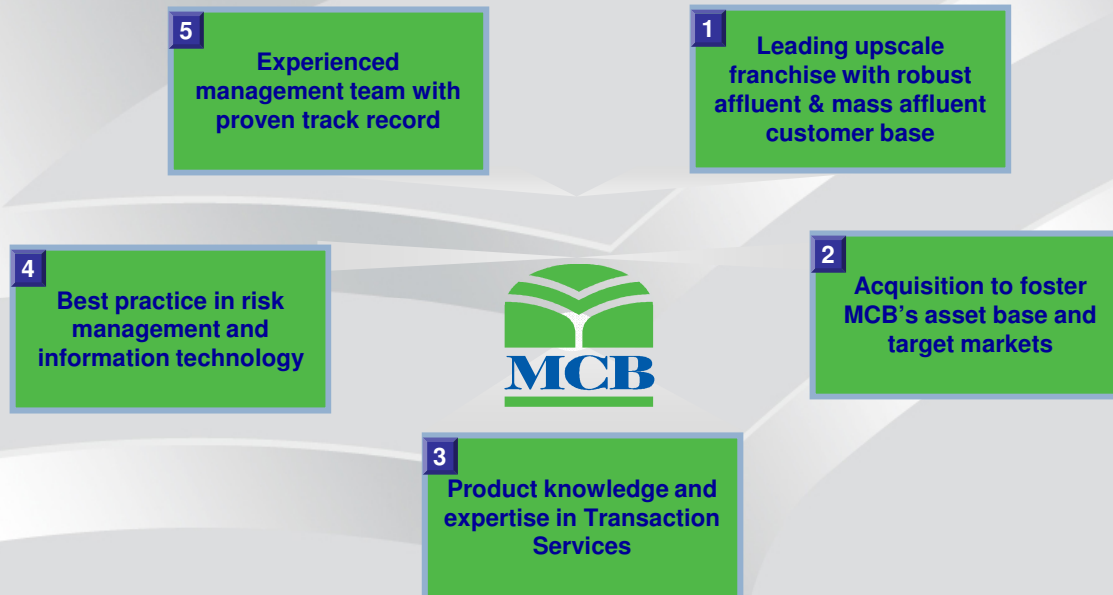 5
Experienced
management team with
proven track record
1
Leading upscale
franchise with robust
affluent & mass affluent
customer base
4
Best practice in risk
management and
information technology
MCB
2
Acquisition to foster
MCB's asset base and
target markets
3
Product knowledge and
expertise in Transaction
Services